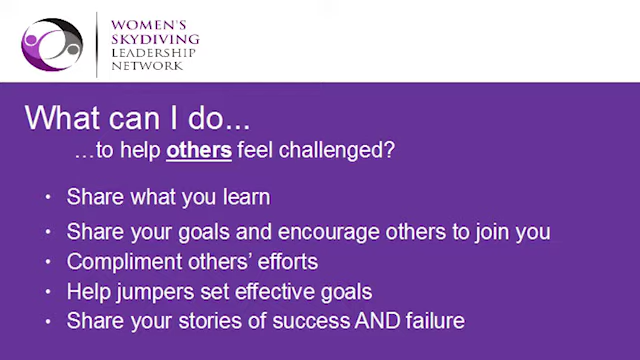 WOMEN'S
SKYDIVING
LEADERSHIP
NETWORK
What can I do...
…to help others feel challenged?
• Share what you learn
• Share your goals and encourage others to join you
• Compliment others’ efforts
• Help jumpers set effective goals
• Share your stories of success AND failure